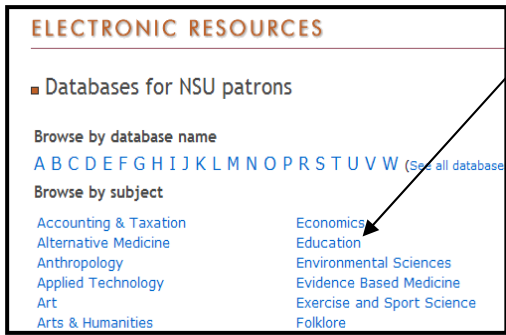 ELECTRONIC RESOURCES
Databases for NSU patrons
Browse by database name
A B C D E F G H I J K L M N O P R S T U V W (See all database
Browse by subject
Accounting & Taxation
Alternative Medicine
Anthropology
Applied Technology
Art
Arts & Humanities
Economics
Education
Environmental Sciences
Evidence Based Medicine
Exercise and Sport Science
Folklore